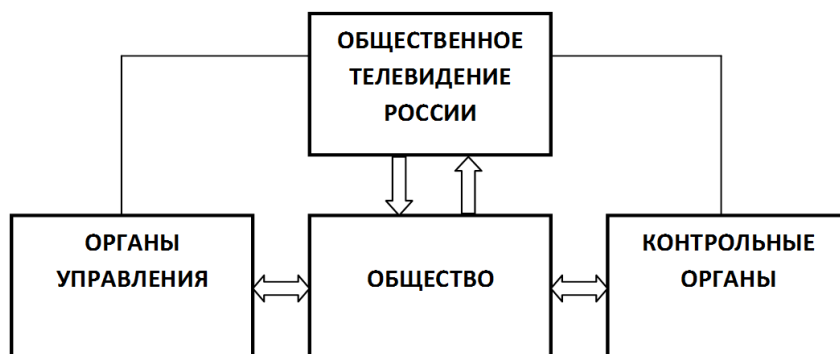 ОБЩЕСТВЕННОЕ
ТЕЛЕВИДЕНИЕ
РОССИИ
ОРГАНЫ
УПРАВЛЕНИЯ
ОБЩЕСТВО
КОНТРОЛЬНЫЕ
ОРГАНЫ